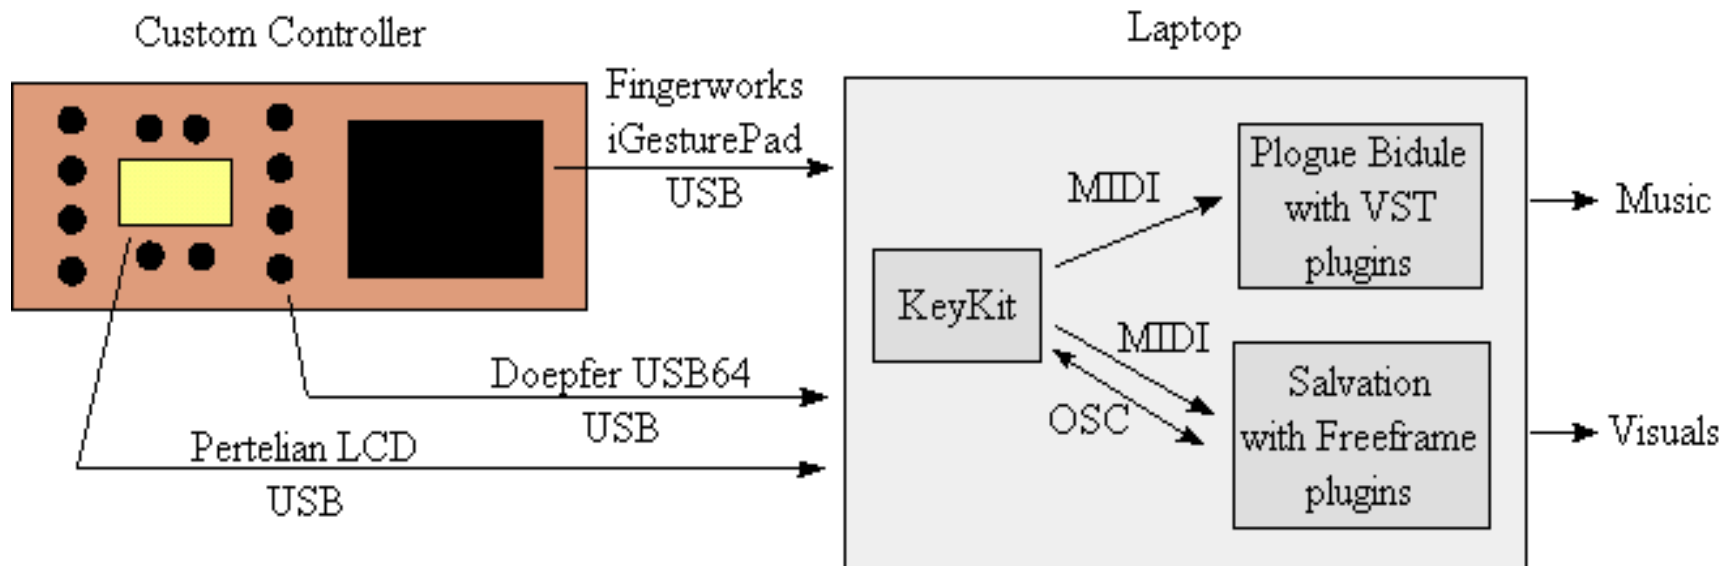 Custom Controller
Laptop
Fingerworks
iGesturePad
USB
Doepfer USB64
USB
Pertelian LCD
USB
KeyKit
MIDI
MIDI
OSC
Plogue Bidule
with VST
plugins
Salvation
with Freeframe
plugins
Music
Visuals